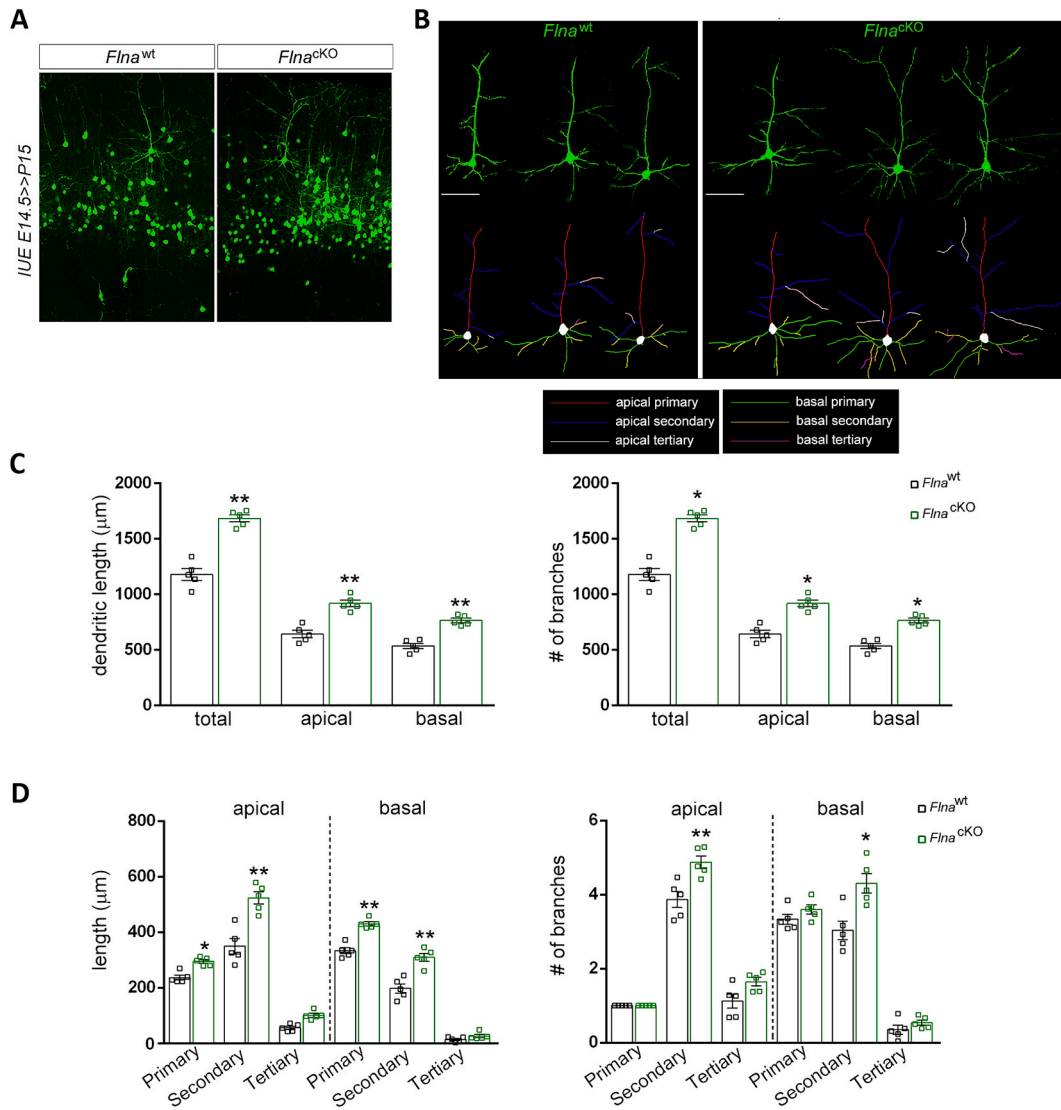 A
Flna^wt Flna^cKO
IUE E14.5>>P15
B
Flna^wt Flna^cKO
apical primary basal primary
apical secondary basal secondary
apical tertiary basal tertiary
C
dendritic length (μm)
2000
1500
1000
500
0
** ** **
total apical basal
# of branches
2000
1500
1000
500
0
* * *
total apical basal
Flna^wt
Flna^cKO
D
length (μm)
800
600
400
200
0
apical basal
* ** ** **
Primary Secondary Tertiary Primary Secondary Tertiary
# of branches
6
4
2
0
apical basal
** *
Primary Secondary Tertiary Primary Secondary Tertiary
Flna^wt
Flna^cKO